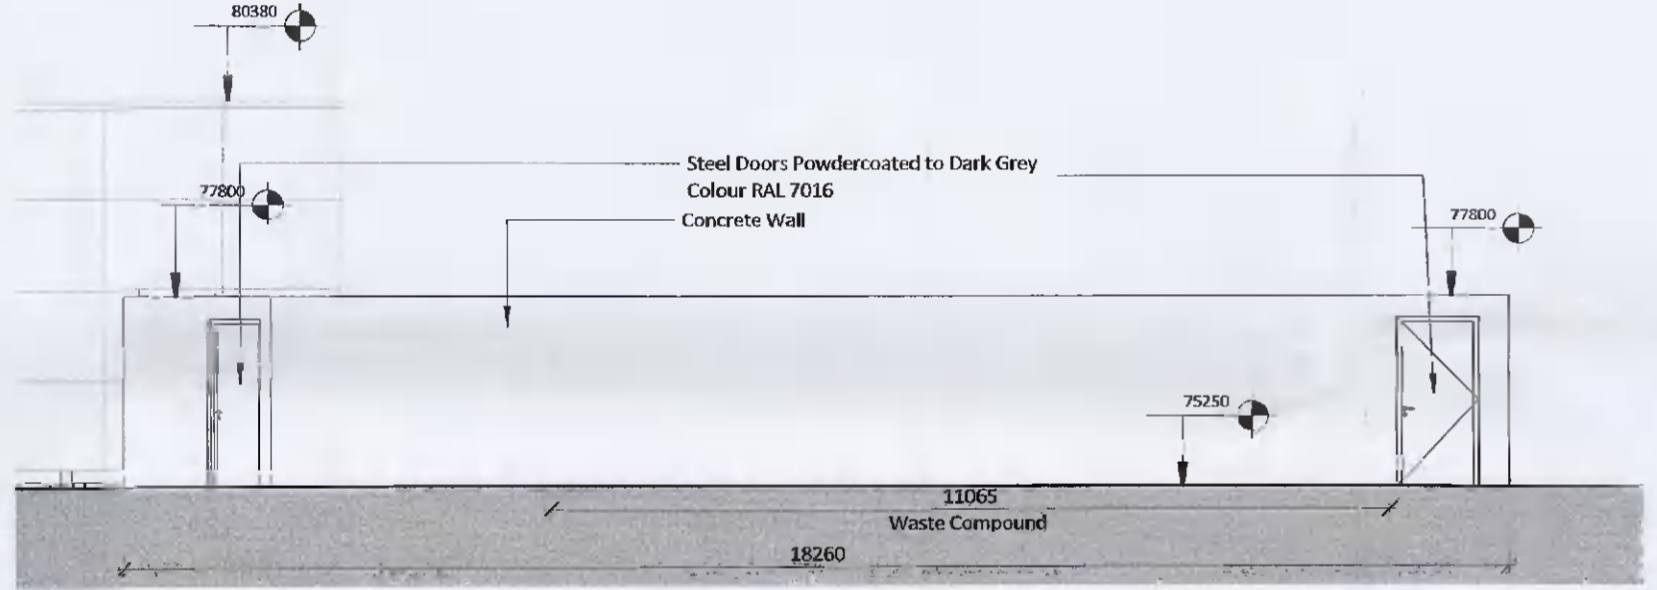 80380
Steel Doors Powdercoated to Dark Grey
Colour RAL 7016
77800
Concrete Wall
77800
75250
11065
Waste Compound
18260